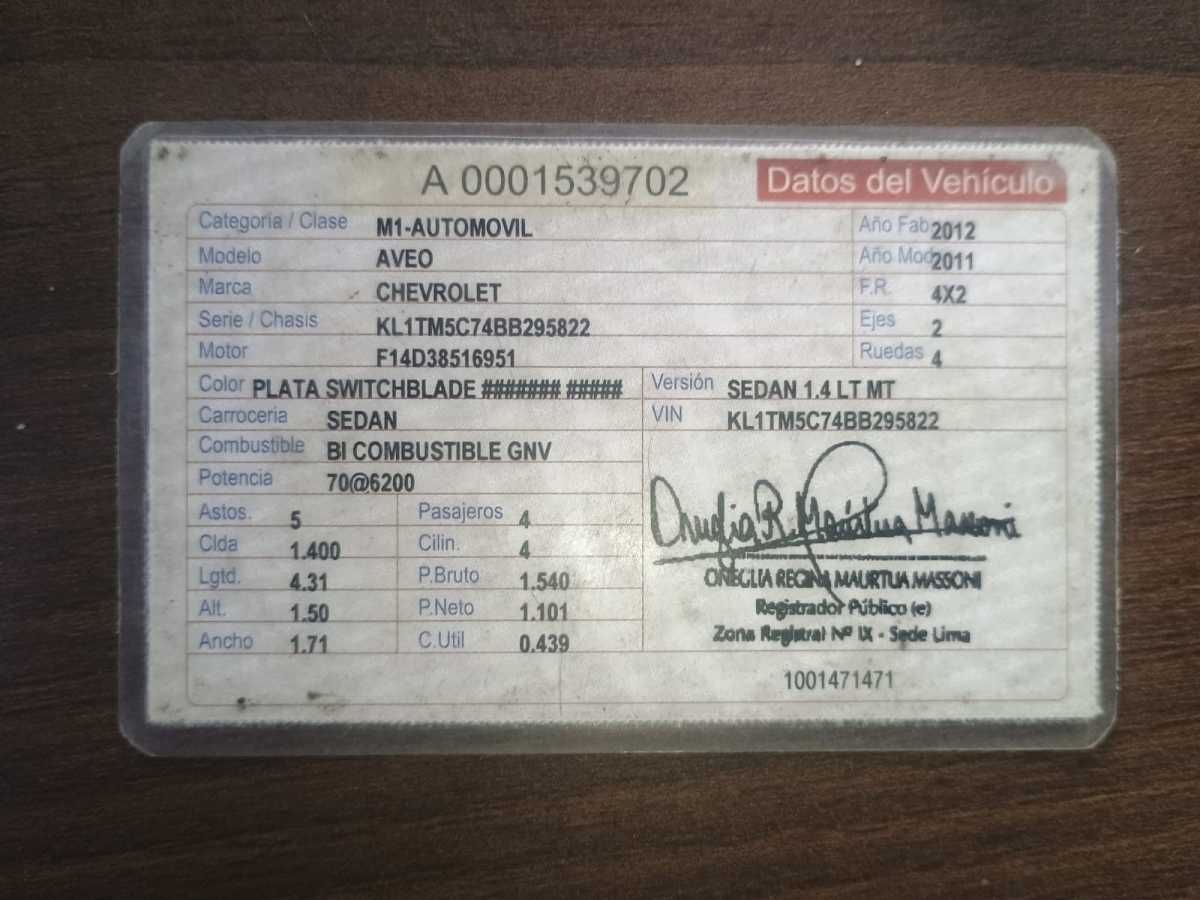 A 0001539702 Datos del Vehículo
Categoria / Clase M1-AUTOMOVIL Año Fab 2012
Modelo AVEO Año Mod 2011
Marca CHEVROLET F.R. 4X2
Serie / Chasis KL1TM5C74BB295822 Ejes 2
Motor F14D38516951 Ruedas 4
Color PLATA SWITCHBLADE ####### ##### Versión SEDAN 1.4 LT MT
Carroceria SEDAN VIN KL1TM5C74BB295822
Combustible BI COMBUSTIBLE GNV
Potencia 70@6200
Astos. 5 Pasajeros 4
Clda 1.400 Cilin. 4
Lgtd. 4.31 P.Bruto 1.540
Alt. 1.50 P.Neto 1.101
Ancho 1.71 C.Util 0.439
ONEGLIA REGINA MAURTUA MASSONI
Registrador Público (e)
Zona Registral Nº IX - Sede Lima
1001471471